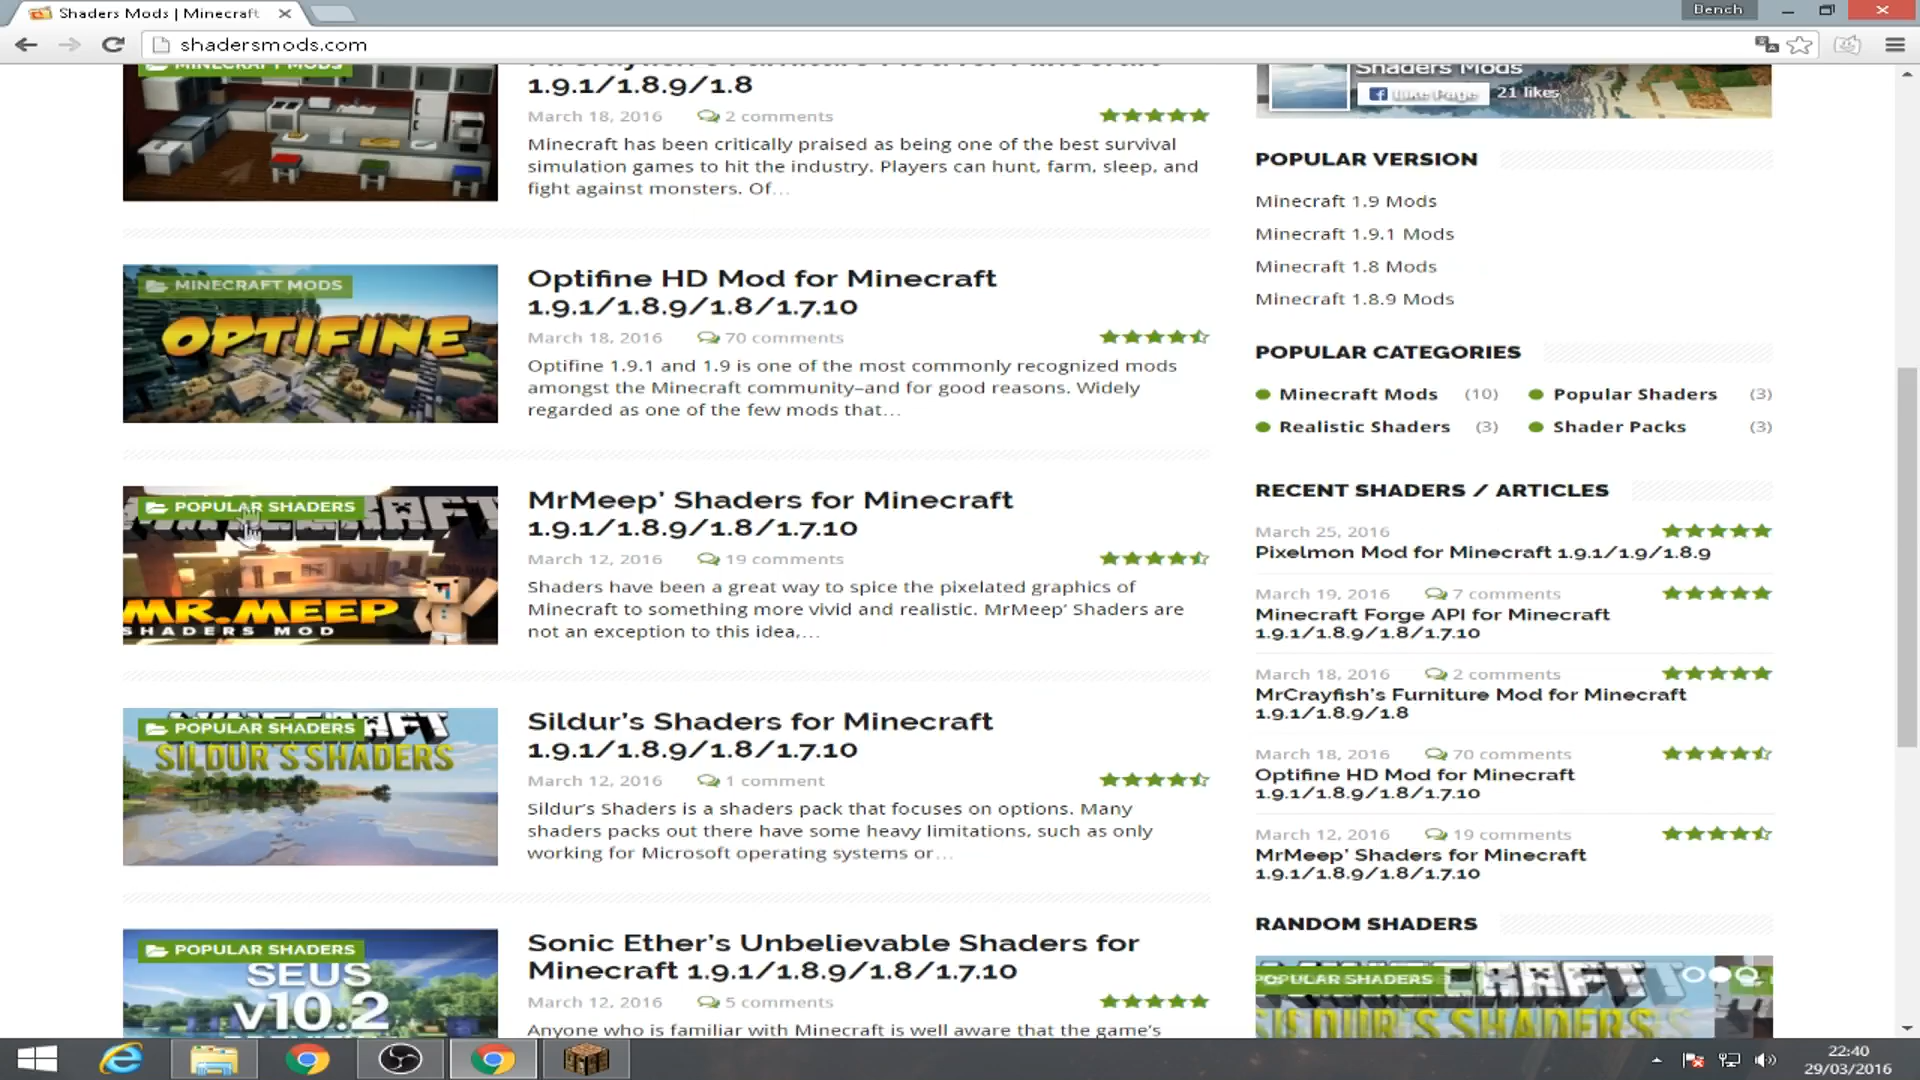 Shaders Mods | Minecraft
Bench
shadersmods.com
MINECRAFT MODS
1.9.1/1.8.9/1.8
March 18, 2016 2 comments
Minecraft has been critically praised as being one of the best survival
simulation games to hit the industry. Players can hunt, farm, sleep, and
fight against monsters. Of...
MINECRAFT MODS
OPTIFINE
Optifine HD Mod for Minecraft
1.9.1/1.8.9/1.8/1.7.10
March 18, 2016 70 comments
Optifine 1.9.1 and 1.9 is one of the most commonly recognized mods
amongst the Minecraft community–and for good reasons. Widely
regarded as one of the few mods that...
POPULAR SHADERS
MINECRAFT
MR.MEEP
SHADERS MOD
MrMeep' Shaders for Minecraft
1.9.1/1.8.9/1.8/1.7.10
March 12, 2016 19 comments
Shaders have been a great way to spice the pixelated graphics of
Minecraft to something more vivid and realistic. MrMeep' Shaders are
not an exception to this idea,...
POPULAR SHADERS
MINECRAFT
SILDUR'S SHADERS
Sildur's Shaders for Minecraft
1.9.1/1.8.9/1.8/1.7.10
March 12, 2016 1 comment
Sildur's Shaders is a shaders pack that focuses on options. Many
shaders packs out there have some heavy limitations, such as only
working for Microsoft operating systems or...
POPULAR SHADERS
SEUS
v10.2
Sonic Ether's Unbelievable Shaders for
Minecraft 1.9.1/1.8.9/1.8/1.7.10
March 12, 2016 5 comments
Anyone who is familiar with Minecraft is well aware that the game's
Shaders Mods
Like Page 21 likes
POPULAR VERSION
Minecraft 1.9 Mods
Minecraft 1.9.1 Mods
Minecraft 1.8 Mods
Minecraft 1.8.9 Mods
POPULAR CATEGORIES
Minecraft Mods (10) Popular Shaders (3)
Realistic Shaders (3) Shader Packs (3)
RECENT SHADERS / ARTICLES
March 25, 2016
Pixelmon Mod for Minecraft 1.9.1/1.9/1.8.9
March 19, 2016 7 comments
Minecraft Forge API for Minecraft
1.9.1/1.8.9/1.8/1.7.10
March 18, 2016 2 comments
MrCrayfish's Furniture Mod for Minecraft
1.9.1/1.8.9/1.8
March 18, 2016 70 comments
Optifine HD Mod for Minecraft
1.9.1/1.8.9/1.8/1.7.10
March 12, 2016 19 comments
MrMeep' Shaders for Minecraft
1.9.1/1.8.9/1.8/1.7.10
RANDOM SHADERS
POPULAR SHADERS
SILDUR'S SHADERS
22:40
29/03/2016